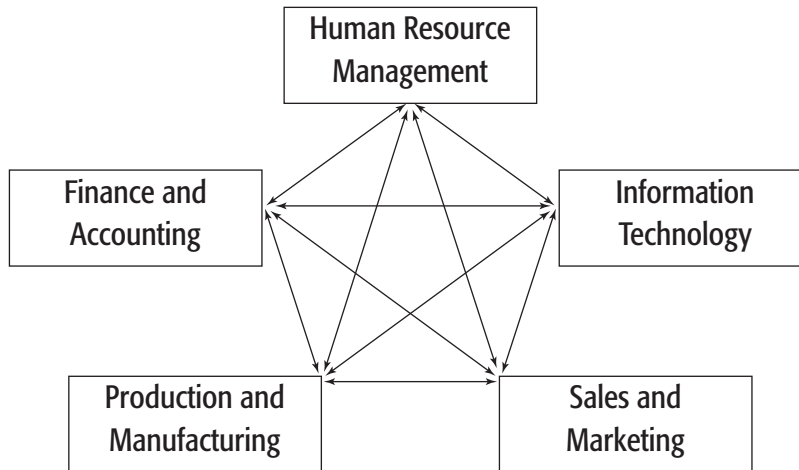 Human Resource
Management
Finance and
Accounting
Information
Technology
Production and
Manufacturing
Sales and
Marketing